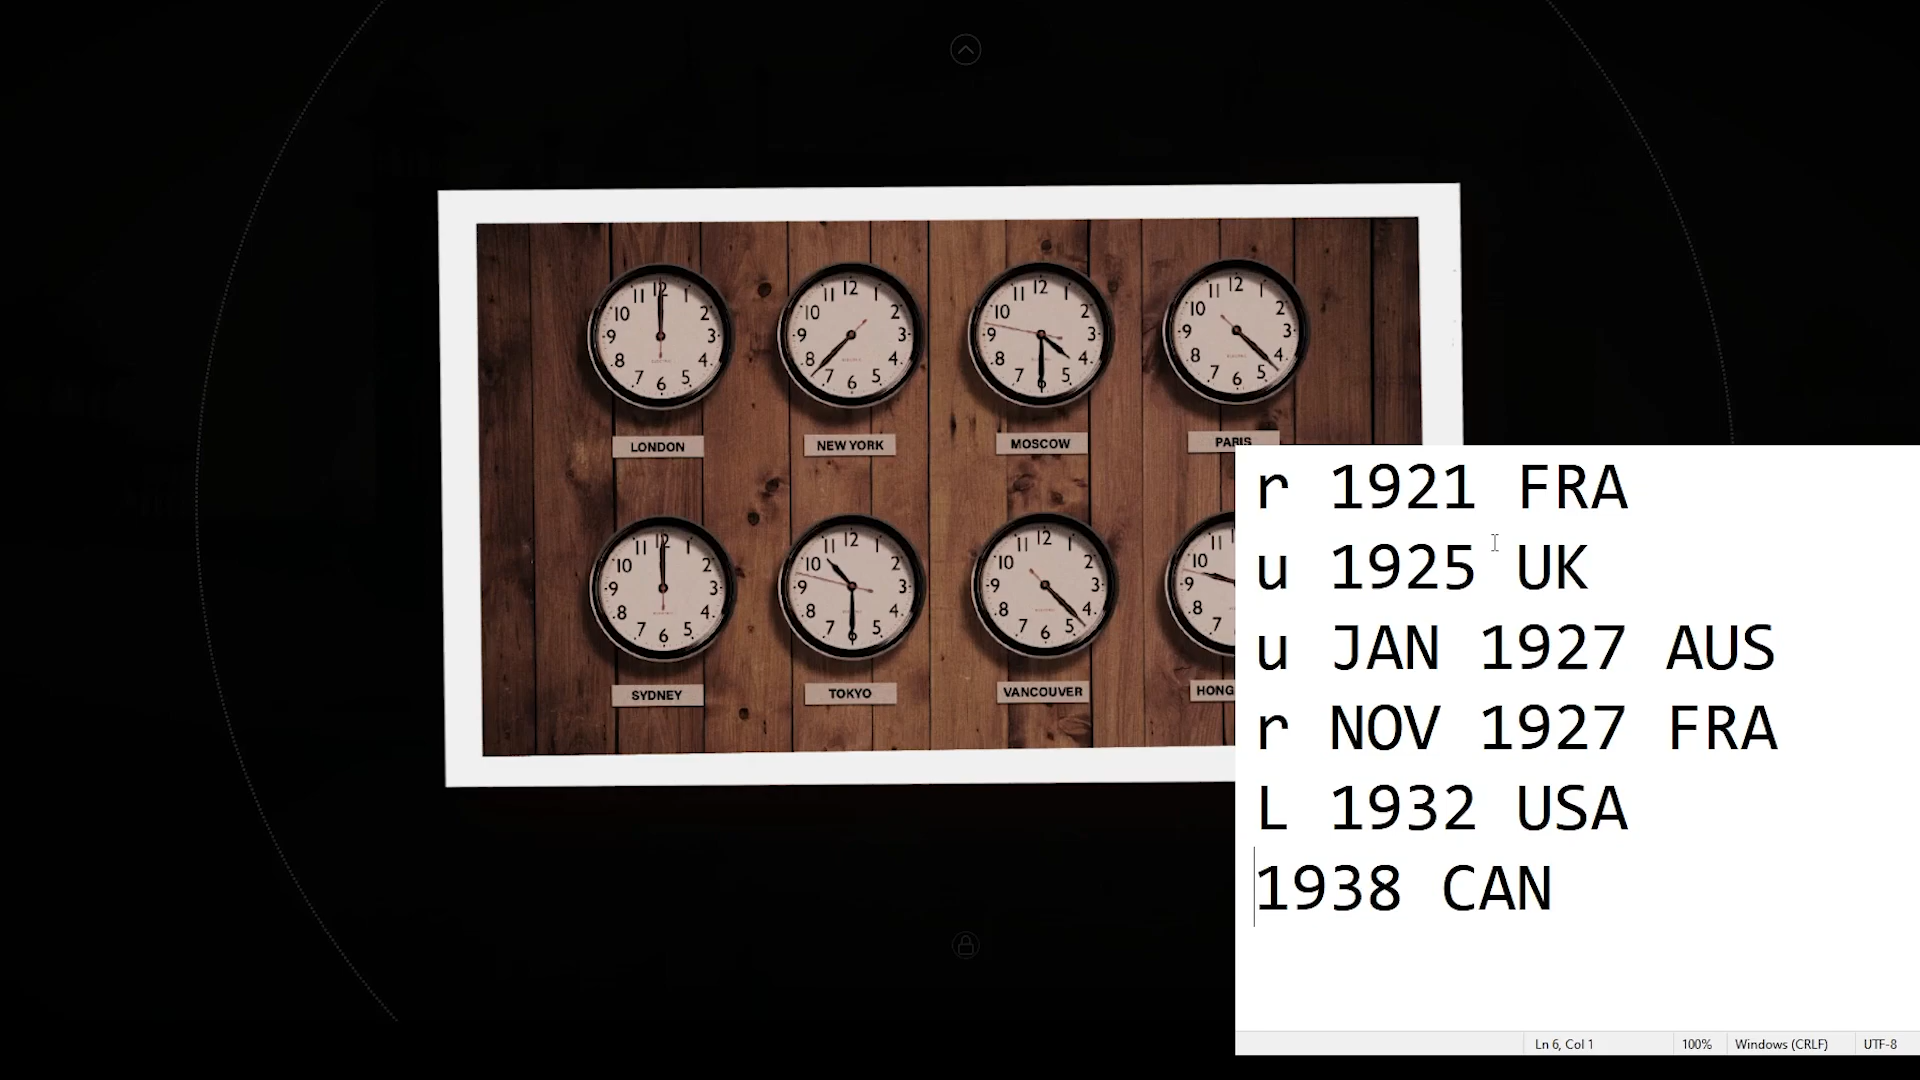 LONDON NEW YORK MOSCOW PARIS
SYDNEY TOKYO VANCOUVER HONG
r 1921 FRA
u 1925 UK
u JAN 1927 AUS
r NOV 1927 FRA
L 1932 USA
1938 CAN
Ln 6, Col 1 100% Windows (CRLF) UTF-8